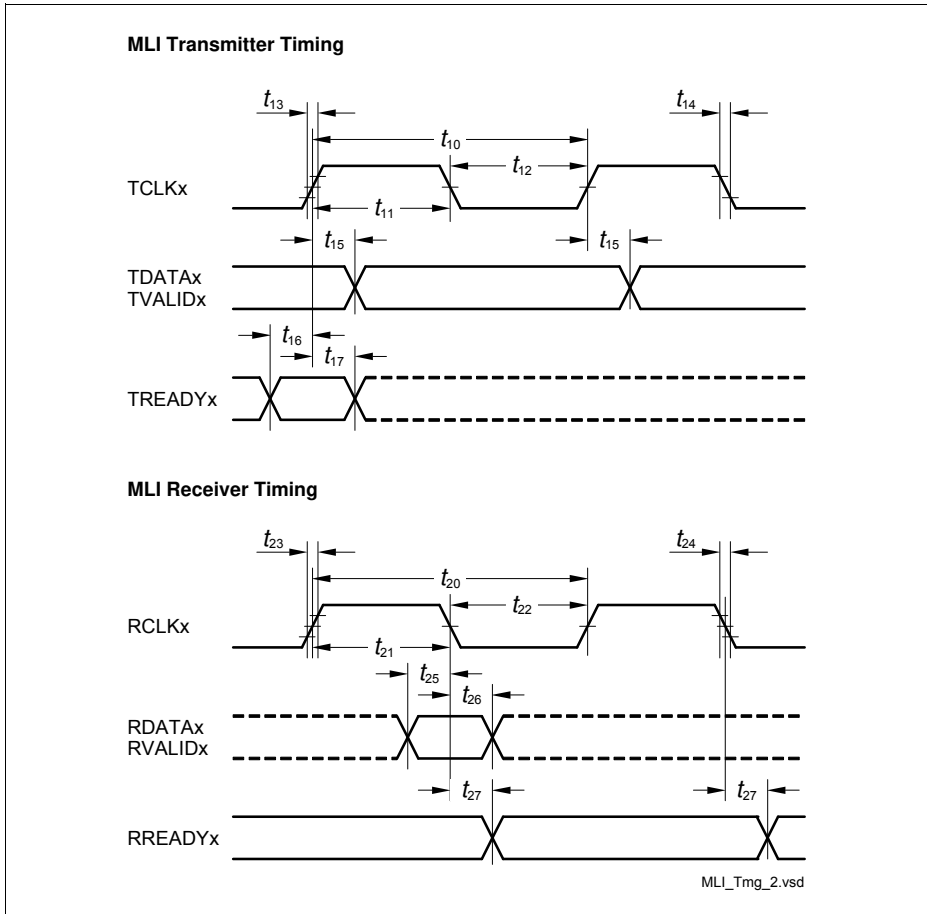 MLI Transmitter Timing
t13
t14
t10
t12
TCLKx
t11
t15
t15
TDATAx
TVALIDx
t16
t17
TREADYx
MLI Receiver Timing
t23
t24
t20
t22
RCLKx
t21
t25
t26
RDATAx
RVALIDx
t27
t27
RREADYx
MLI_Tmg_2.vsd